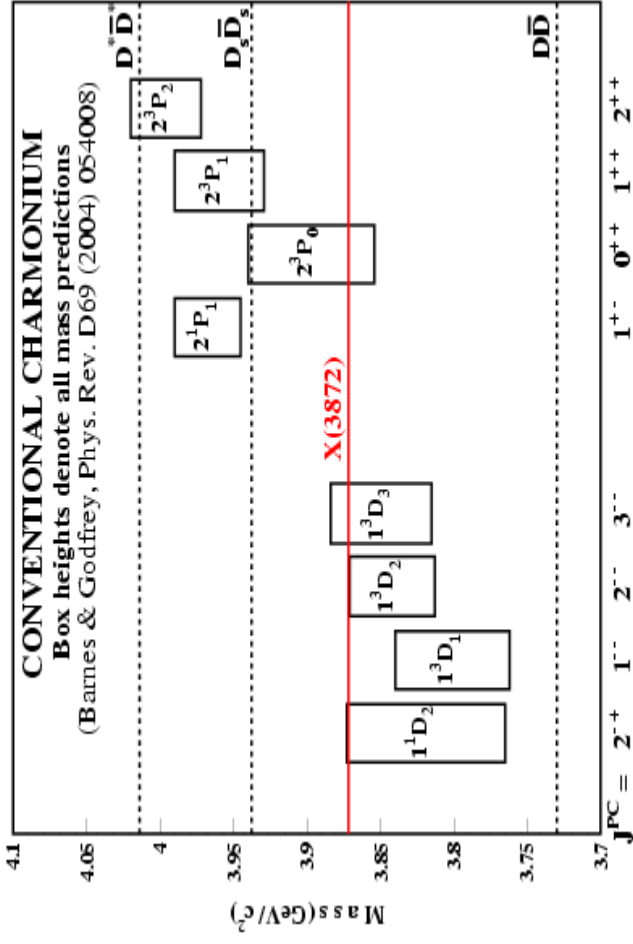 CONVENTIONAL CHARMONIUM
Box heights denote all mass predictions
(Barnes & Godfrey, Phys. Rev. D69 (2004) 054008)
D*D̅*
DₛD̅ₛ
DD̅
X(3872)
1¹D₂
1³D₁
1³D₂
1³D₃
2¹P₁
2³P₀
2³P₁
2³P₂
Mass(GeV/c²)
4.1
4.05
4
3.95
3.9
3.85
3.8
3.75
3.7
Jᴾꟲ = 2⁻⁺ 1⁻⁻ 2⁻⁻ 3⁻⁻ 1⁺⁻ 0⁺⁺ 1⁺⁺ 2⁺⁺